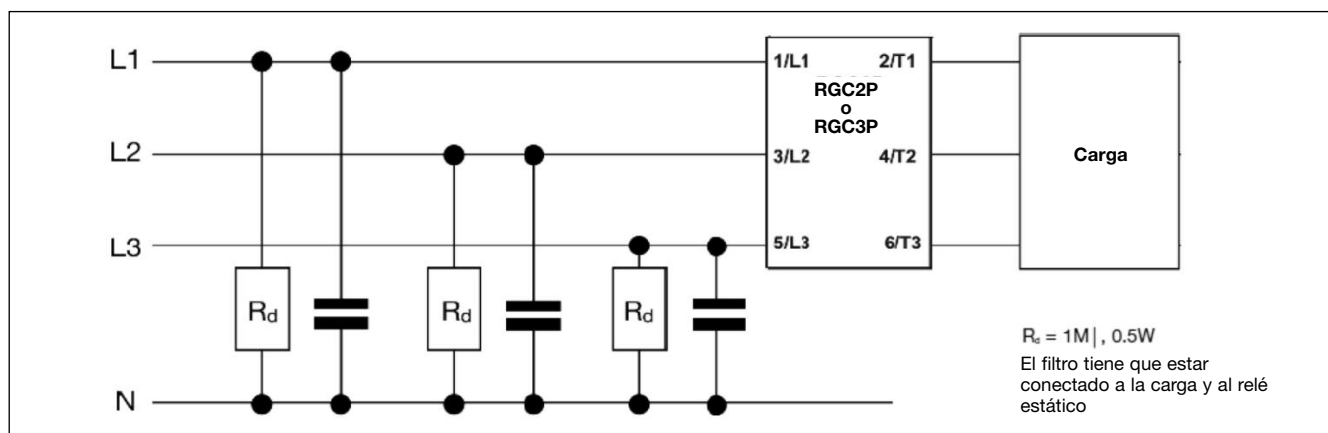 L1
1/L1 2/T1
RGC2P
o
RGC3P
L2
3/L2 4/T2
Carga
L3
5/L3 6/T3
Rd Rd Rd
Rd = 1M|, 0.5W
El filtro tiene que estar
conectado a la carga y al relé
estático
N